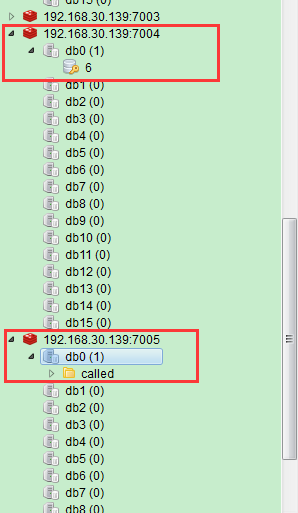 db15 (0)
192.168.30.139:7003
192.168.30.139:7004
db0 (1)
6
db1 (0)
db2 (0)
db3 (0)
db4 (0)
db5 (0)
db6 (0)
db7 (0)
db8 (0)
db9 (0)
db10 (0)
db11 (0)
db12 (0)
db13 (0)
db14 (0)
db15 (0)
192.168.30.139:7005
db0 (1)
called
db1 (0)
db2 (0)
db3 (0)
db4 (0)
db5 (0)
db6 (0)
db7 (0)
db8 (0)